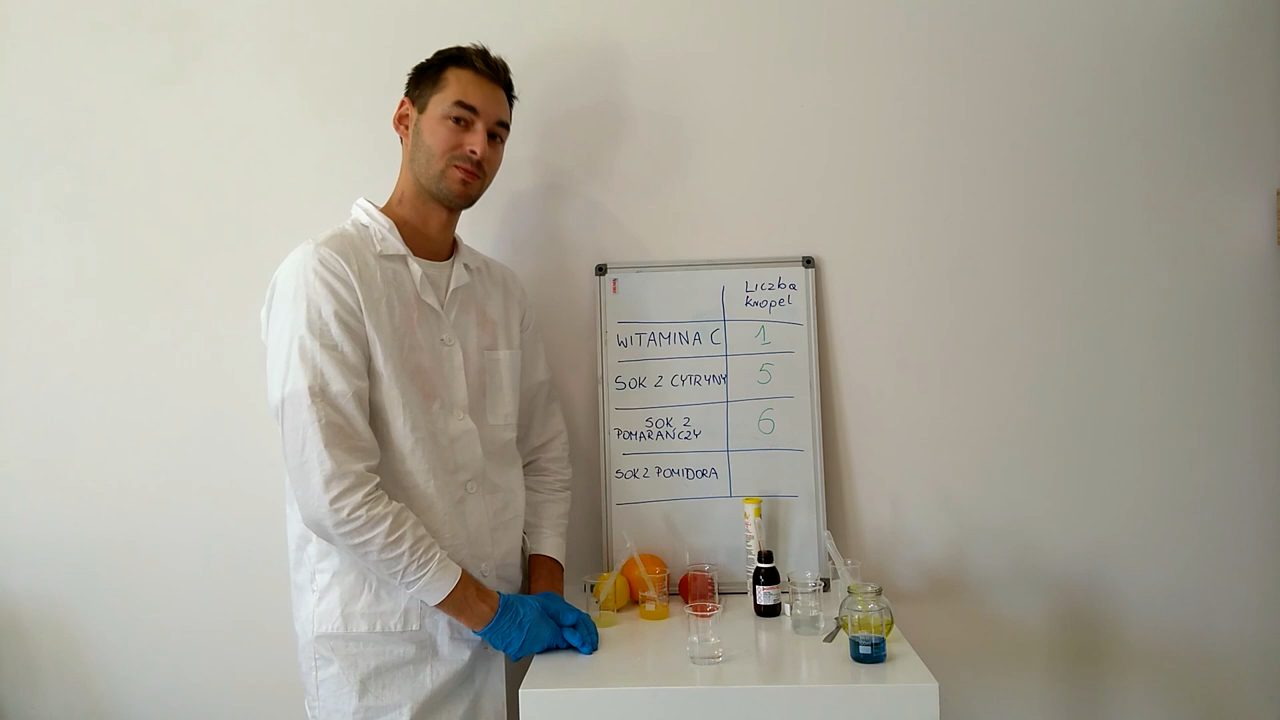 Liczba
kropel
WITAMINA C 1
SOK Z CYTRYNY 5
SOK Z
POMARAŃCZY 6
SOK Z POMIDORA